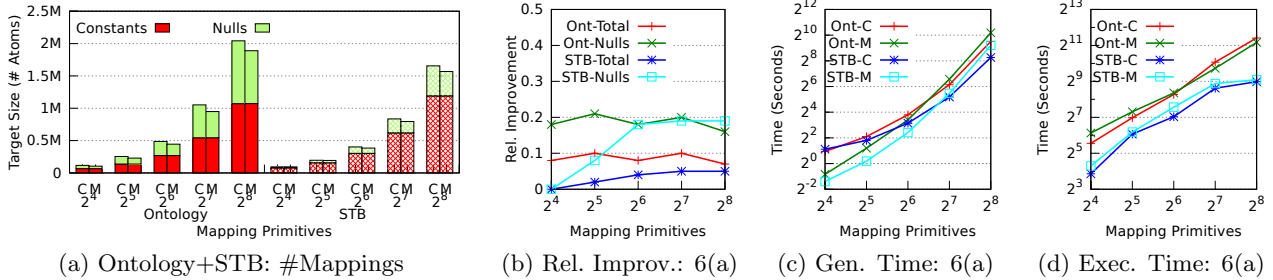 2.5M
2M
1.5M
1M
0.5M
0
Target Size (# Atoms)
Constants
Nulls
C M C M C M C M C M C M C M C M C M C M
2^4 2^5 2^6 2^7 2^8 2^4 2^5 2^6 2^7 2^8
Ontology STB
Mapping Primitives
(a) Ontology+STB: #Mappings
0.5
0.4
0.3
0.2
0.1
0
Rel. Improvement
Ont-Total
Ont-Nulls
STB-Total
STB-Nulls
2^4 2^5 2^6 2^7 2^8
Mapping Primitives
(b) Rel. Improv.: 6(a)
2^12
2^10
2^8
2^6
2^4
2^2
2^0
2^-2
Time (Seconds)
Ont-C
Ont-M
STB-C
STB-M
2^4 2^5 2^6 2^7 2^8
Mapping Primitives
(c) Gen. Time: 6(a)
2^13
2^11
2^9
2^7
2^5
2^3
Time (Seconds)
Ont-C
Ont-M
STB-C
STB-M
2^4 2^5 2^6 2^7 2^8
Mapping Primitives
(d) Exec. Time: 6(a)